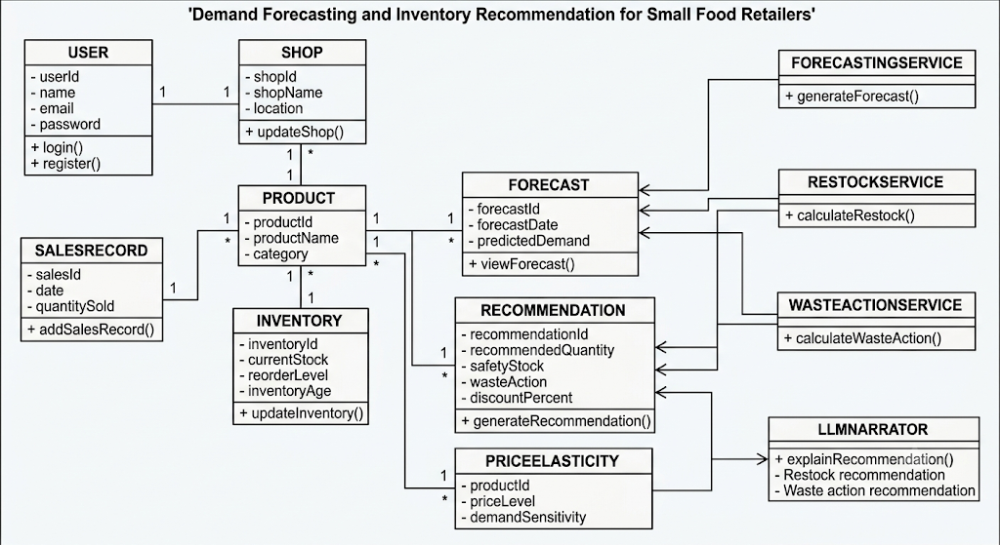 'Demand Forecasting and Inventory Recommendation for Small Food Retailers'
USER
- userId
- name
- email
- password
+ login()
+ register()
1
1
SHOP
- shopId
- shopName
- location
+ updateShop()
1 *
1
PRODUCT
- productId
- productName
- category
1
*
SALESRECORD
- salesId
- date
- quantitySold
+ addSalesRecord()
1
1 *
1
INVENTORY
- inventoryId
- currentStock
- reorderLevel
- inventoryAge
+ updateInventory()
1
1
*
1
*
FORECAST
- forecastId
- forecastDate
- predictedDemand
+ viewForecast()
1
*
RECOMMENDATION
- recommendationId
- recommendedQuantity
- safetyStock
- wasteAction
- discountPercent
+ generateRecommendation()
1
*
PRICEELASTICITY
- productId
- priceLevel
- demandSensitivity
FORECASTINGSERVICE
+ generateForecast()
RESTOCKSERVICE
+ calculateRestock()
WASTEACTIONSERVICE
+ calculateWasteAction()
LLMNARRATOR
+ explainRecommendation()
- Restock recommendation
- Waste action recommendation